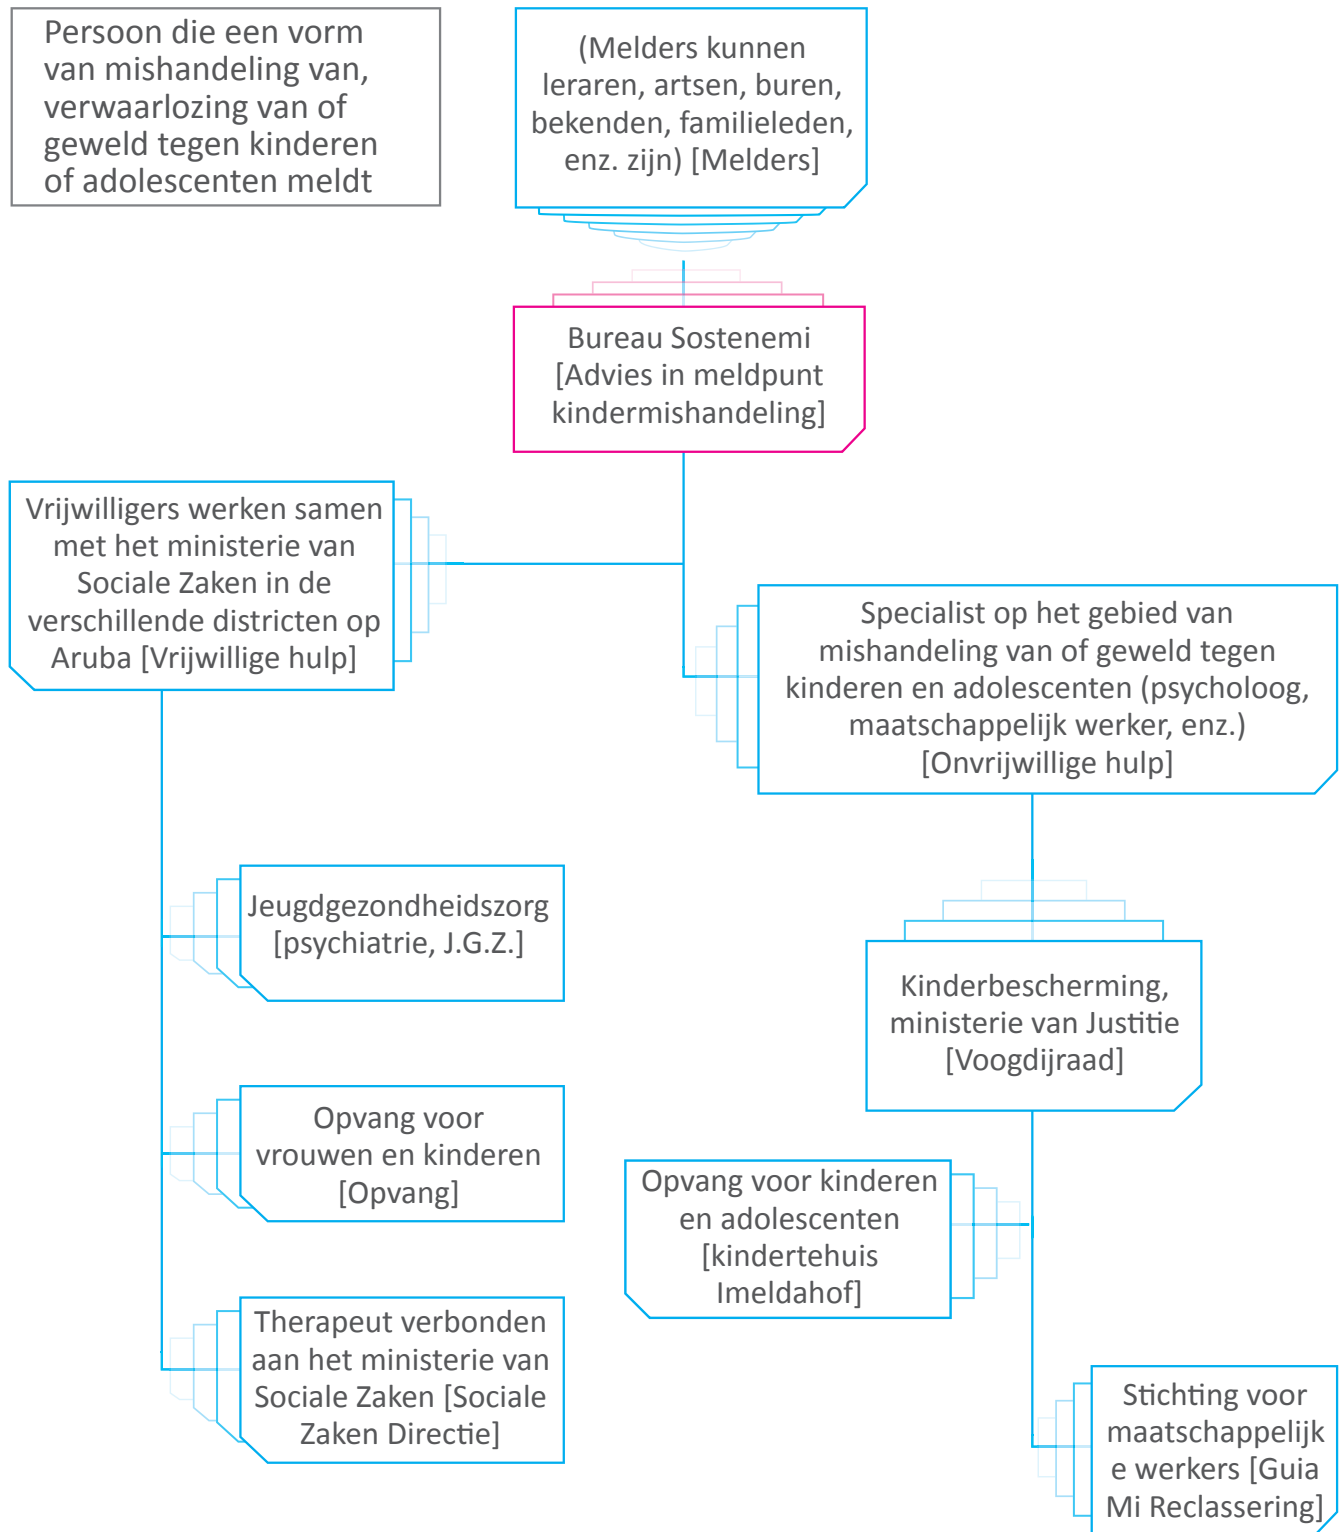 Persoon die een vorm
van mishandeling van,
verwaarlozing van of
geweld tegen kinderen
of adolescenten meldt
(Melders kunnen
leraren, artsen, buren,
bekenden, familieleden,
enz. zijn) [Melders]
Bureau Sostenemi
[Advies in meldpunt
kindermishandeling]
Vrijwilligers werken samen
met het ministerie van
Sociale Zaken in de
verschillende districten op
Aruba [Vrijwillige hulp]
Specialist op het gebied van
mishandeling van of geweld tegen
kinderen en adolescenten (psycholoog,
maatschappelijk werker, enz.)
[Onvrijwillige hulp]
Jeugdgezondheidszorg
[psychiatrie, J.G.Z.]
Kinderbescherming,
ministerie van Justitie
[Voogdijraad]
Opvang voor
vrouwen en kinderen
[Opvang]
Opvang voor kinderen
en adolescenten
[kindertehuis
Imeldahof]
Therapeut verbonden
aan het ministerie van
Sociale Zaken [Sociale
Zaken Directie]
Stichting voor
maatschappelijk
e werkers [Guia
Mi Reclassering]